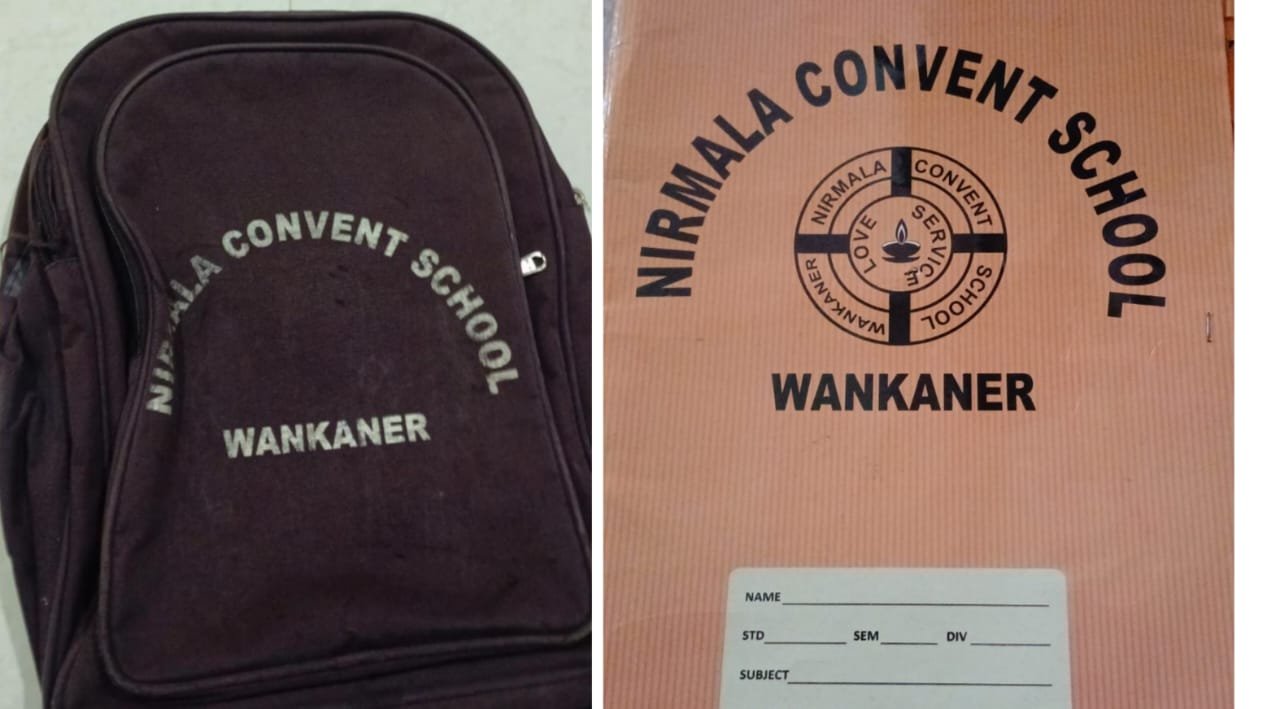 NIRMALA CONVENT SCHOOL
WANKANER
NIRMALA CONVENT SCHOOL
NIRMALA CONVENT SCHOOL WANKANER
LOVE SERVICE
WANKANER
NAME
STD SEM DIV
SUBJECT